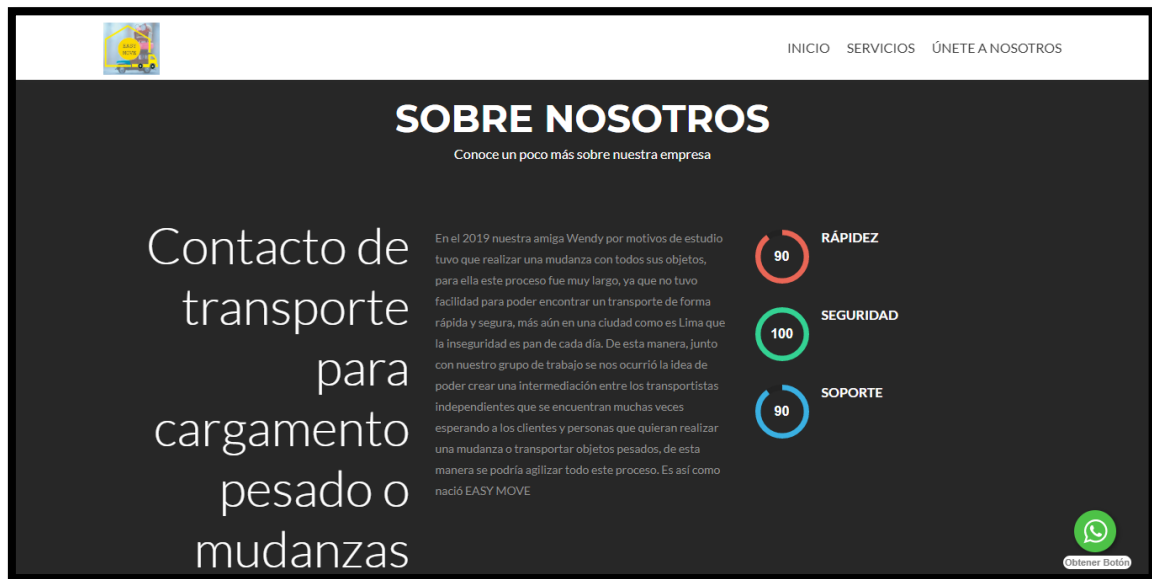 EASY
MOVE
INICIO SERVICIOS ÚNETE A NOSOTROS
SOBRE NOSOTROS
Conoce un poco más sobre nuestra empresa
Contacto de
transporte
para
cargamento
pesado o
mudanzas
En el 2019 nuestra amiga Wendy por motivos de estudio
tuvo que realizar una mudanza con todos sus objetos,
para ella este proceso fue muy largo, ya que no tuvo
facilidad para poder encontrar un transporte de forma
rápida y segura, más aún en una ciudad como es Lima que
la inseguridad es pan de cada día. De esta manera, junto
con nuestro grupo de trabajo se nos ocurrió la idea de
poder crear una intermediación entre los transportistas
independientes que se encuentran muchas veces
esperando a los clientes y personas que quieran realizar
una mudanza o transportar objetos pesados, de esta
manera se podría agilizar todo este proceso. Es así como
nació EASY MOVE
90
RÁPIDEZ
100
SEGURIDAD
90
SOPORTE
Obtener Botón